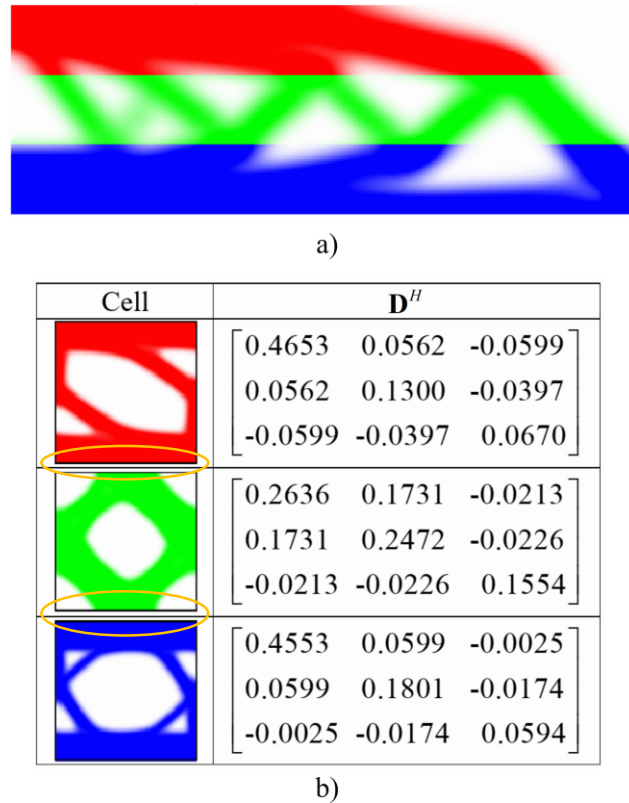 a)
Cell D^H
0.4653 0.0562 -0.0599
0.0562 0.1300 -0.0397
-0.0599 -0.0397 0.0670
0.2636 0.1731 -0.0213
0.1731 0.2472 -0.0226
-0.0213 -0.0226 0.1554
0.4553 0.0599 -0.0025
0.0599 0.1801 -0.0174
-0.0025 -0.0174 0.0594
b)